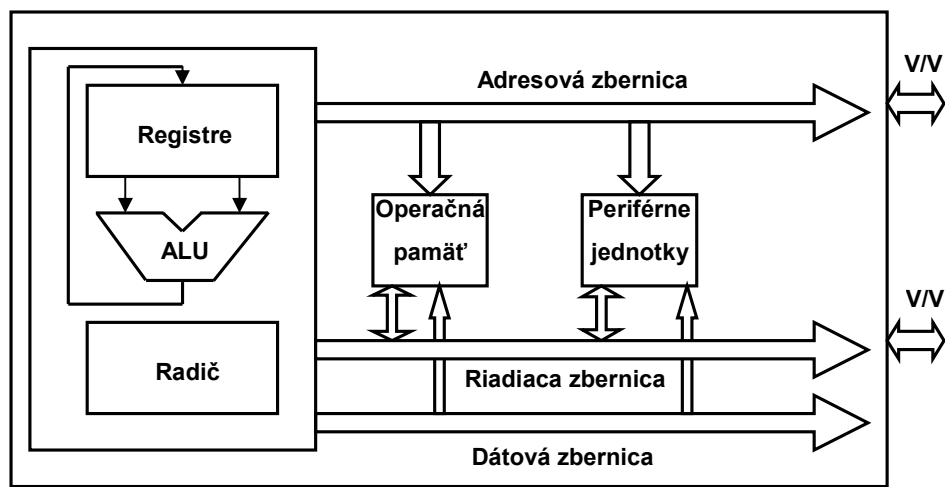 Adresová zbernica
V/V
Registre
Operačná
pamäť
Periférne
jednotky
ALU
V/V
Radič
Riadiaca zbernica
Dátová zbernica